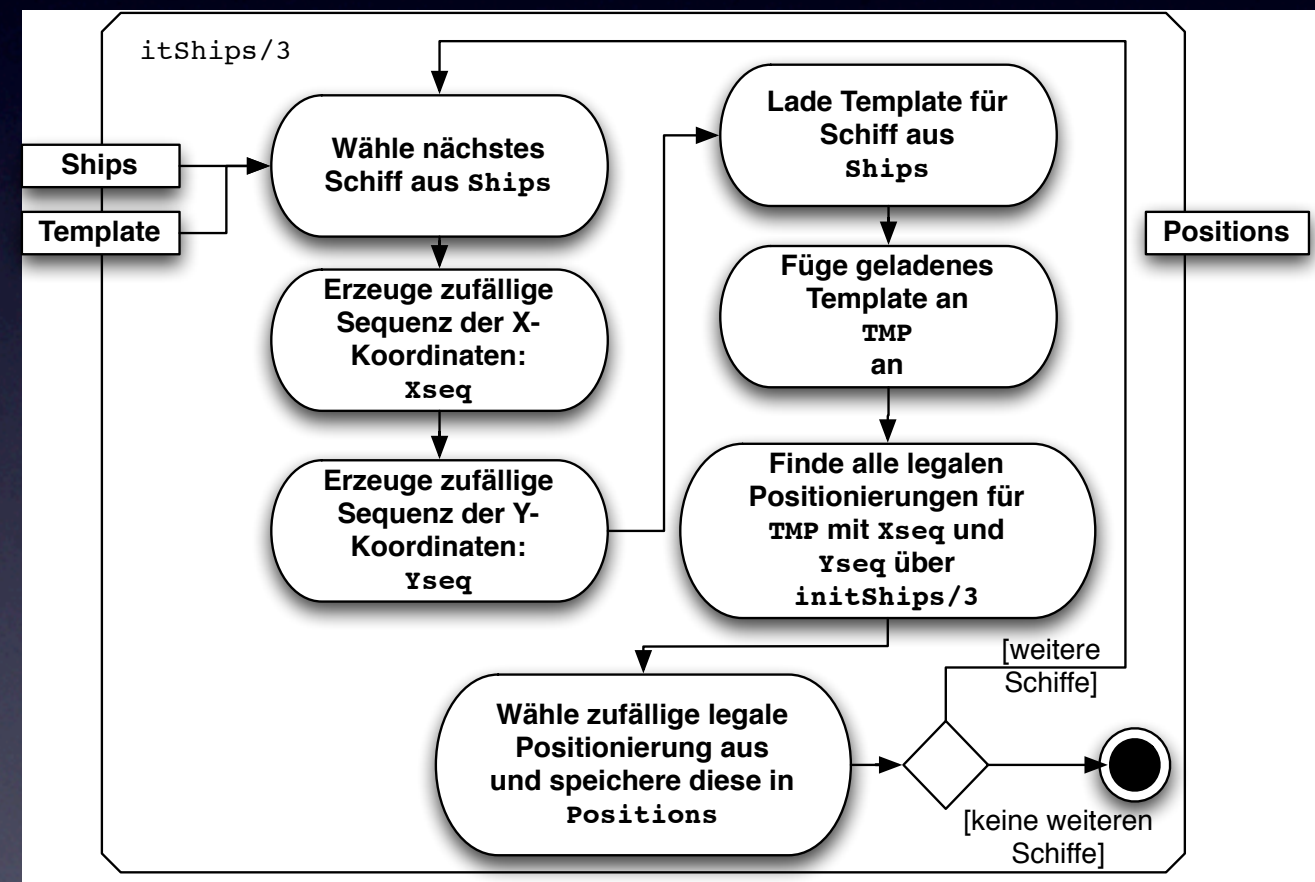 itShips/3
Ships
Template
Wähle nächstes
Schiff aus Ships
Erzeuge zufällige
Sequenz der X-
Koordinaten:
Xseq
Erzeuge zufällige
Sequenz der Y-
Koordinaten:
Yseq
Lade Template für
Schiff aus
Ships
Füge geladenes
Template an
TMP
an
Finde alle legalen
Positionierungen für
TMP mit Xseq und
Yseq über
initShips/3
Wähle zufällige legale
Positionierung aus
und speichere diese in
Positions
[weitere
Schiffe]
[keine weiteren
Schiffe]
Positions